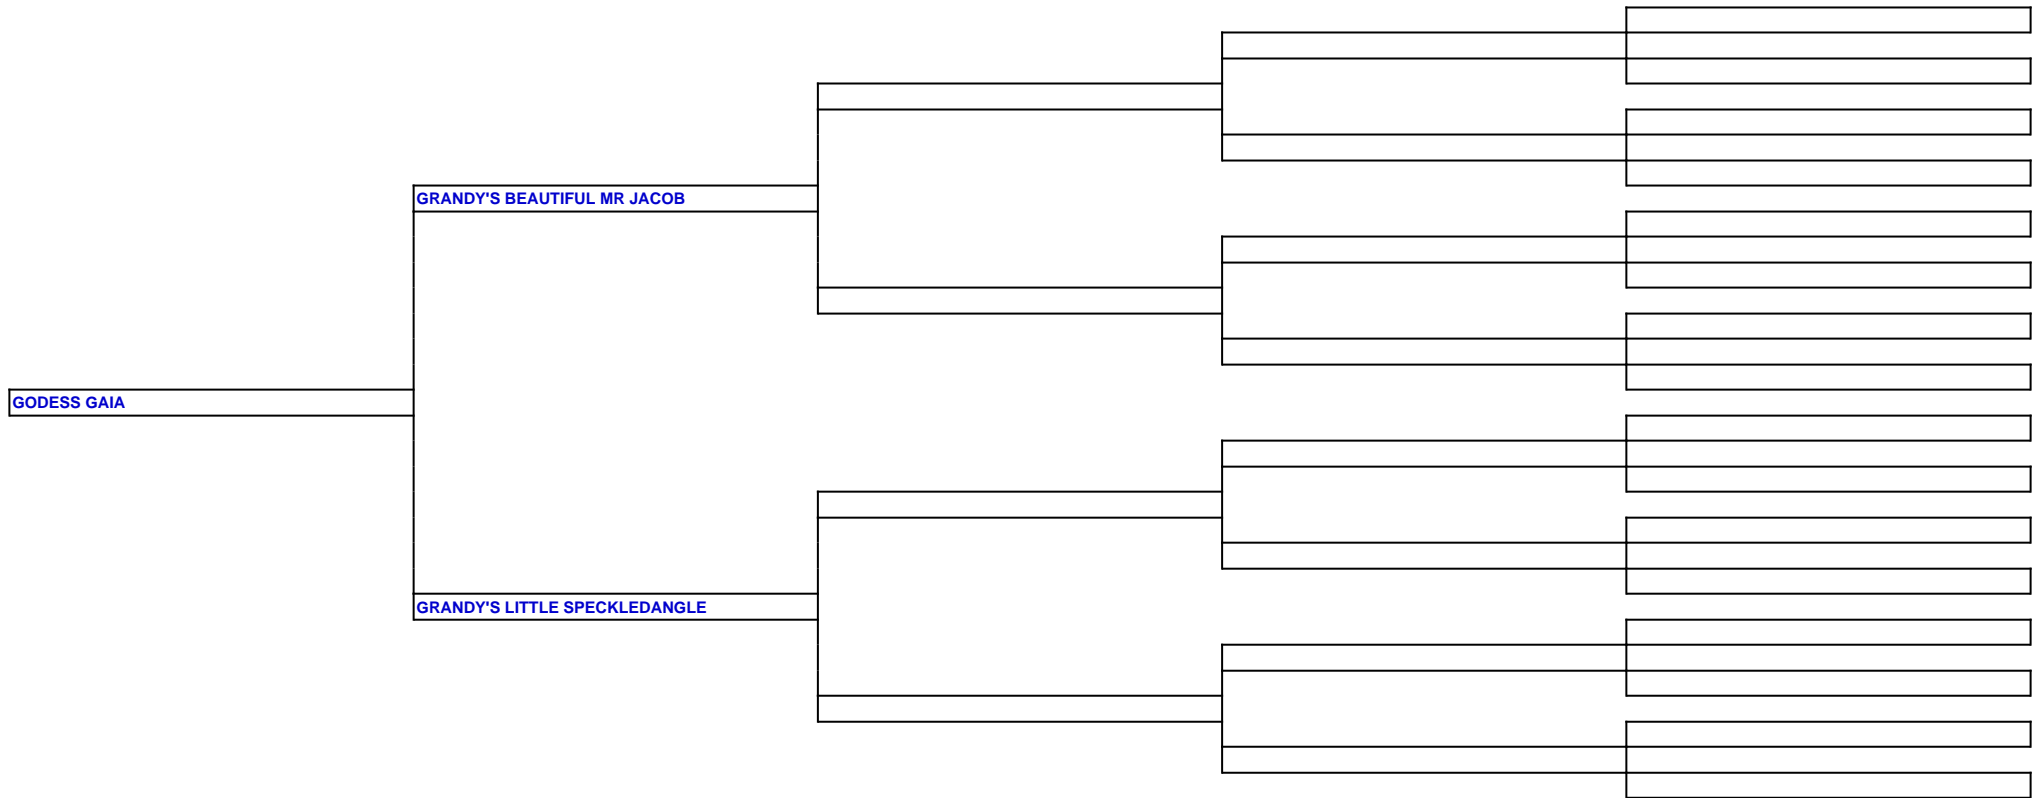 GRANDY'S BEAUTIFUL MR JACOB
GODESS GAIA
GRANDY'S LITTLE SPECKLEDANGLE